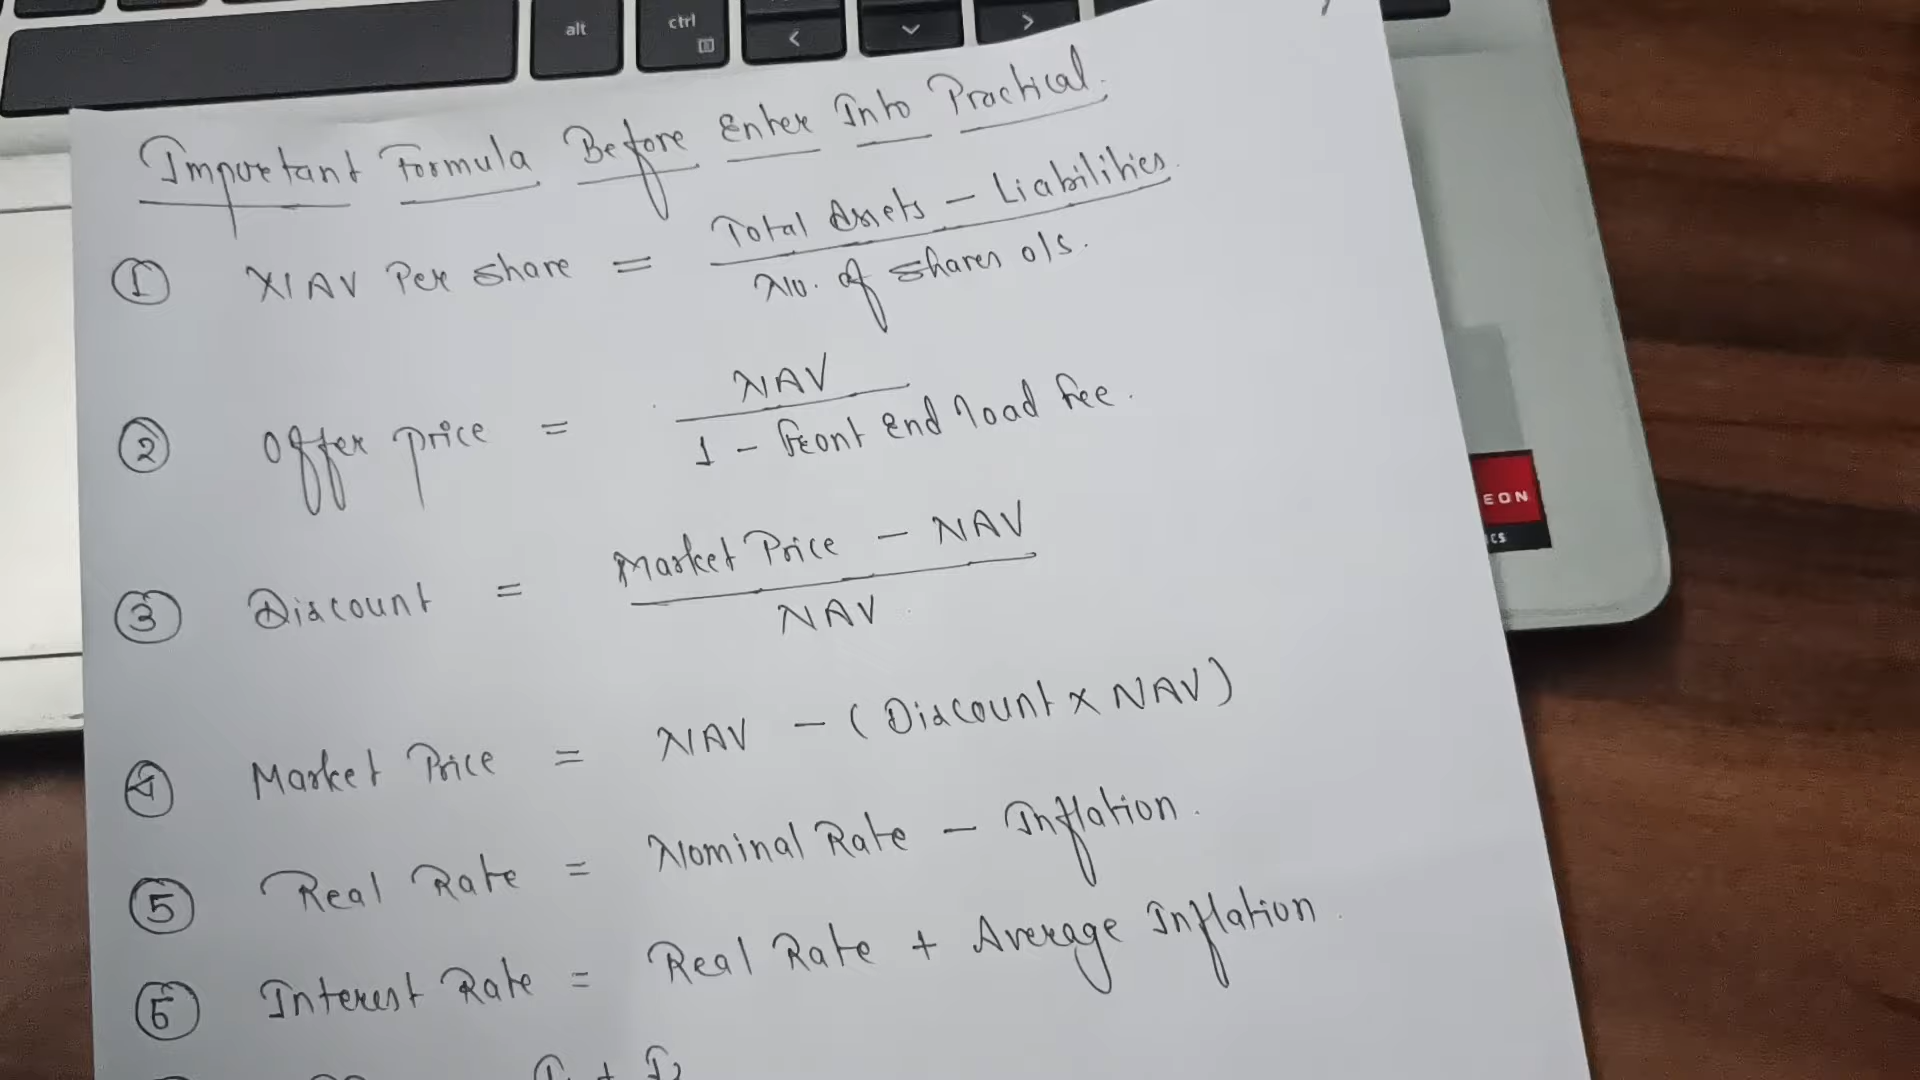 alt ctrl
< >
Important Formula Before Enter Into Practical.
① NAV Per share = Total Assets - Liabilities.
No. of shares o/s.
② Offer price = NAV
1 - Front end load fee.
③ Discount = Market Price - NAV
NAV
④ Market Price = NAV - (Discount x NAV)
⑤ Real Rate = Nominal Rate - Inflation.
⑥ Interest Rate = Real Rate + Average Inflation.
EON
CS